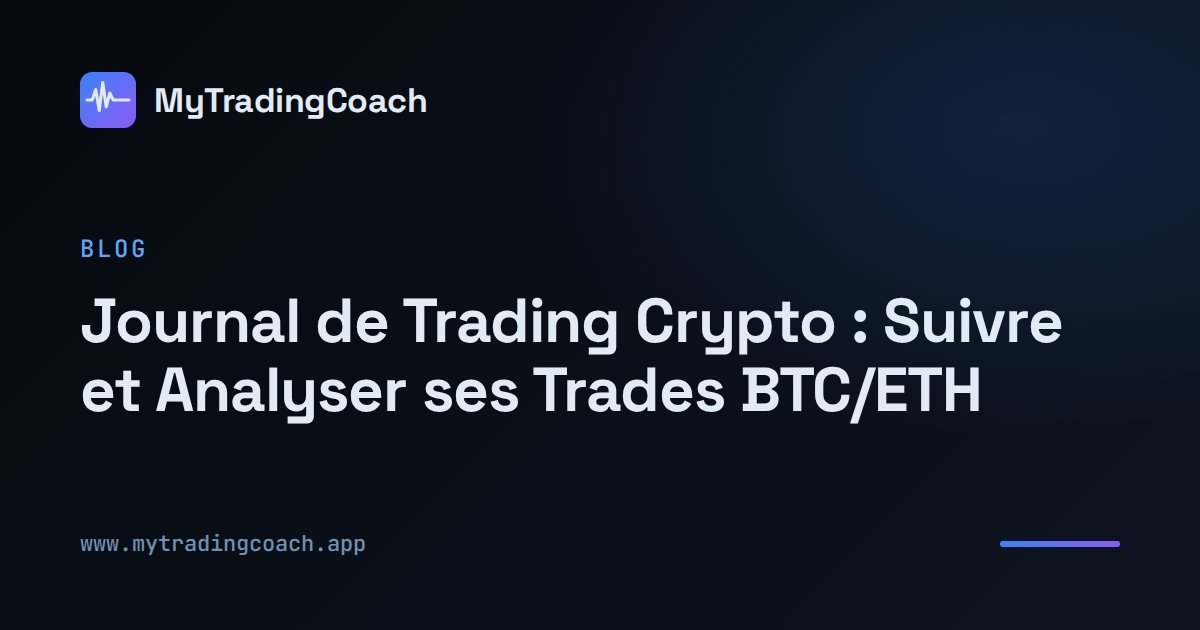 MyTradingCoach
BLOG
Journal de Trading Crypto : Suivre
et Analyser ses Trades BTC/ETH
www.mytradingcoach.app